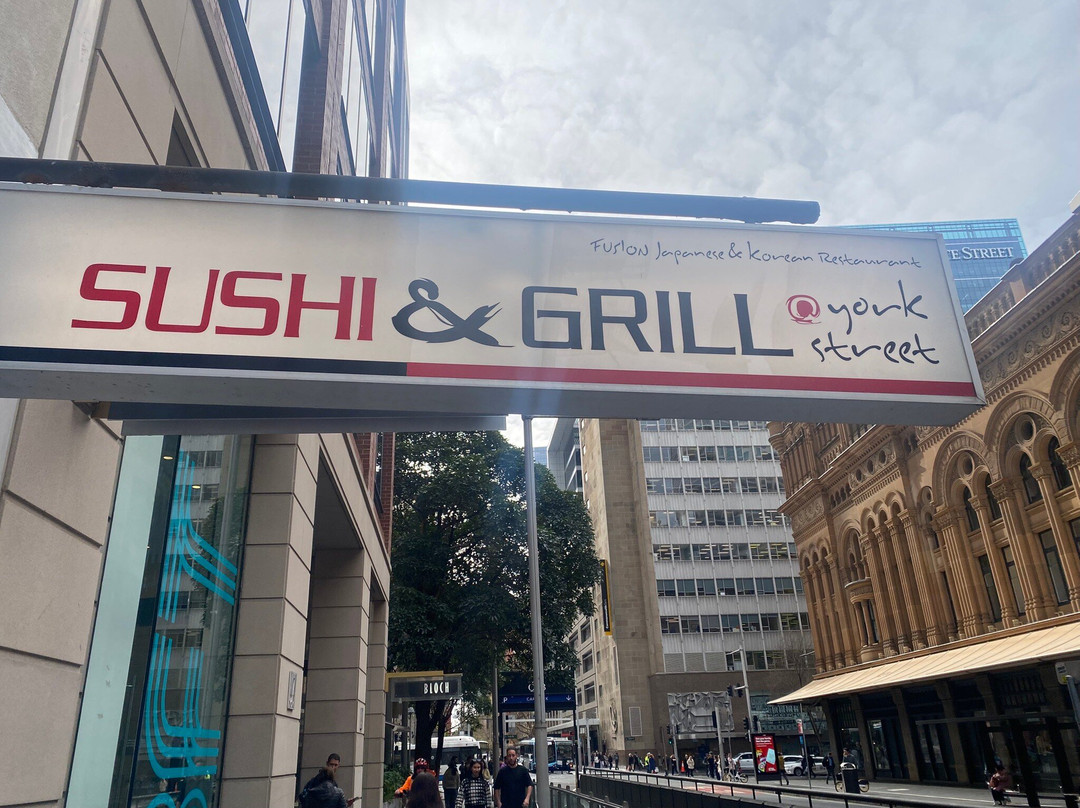 Fusion Japanese & Korean Restaurant
SUSHI & GRILL @ york
street
E STREET
BLOCH
P